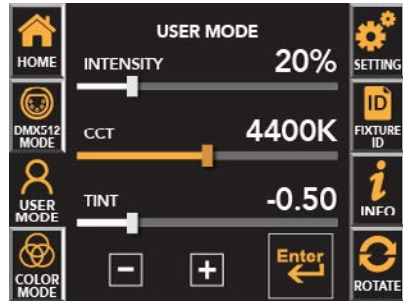 USER MODE
HOME
INTENSITY 20%
SETTING
DMX512
MODE
CCT 4400K
ID
FIXTURE
ID
USER
MODE
TINT -0.50
i
INFO
COLOR
MODE
- +
Enter
ROTATE